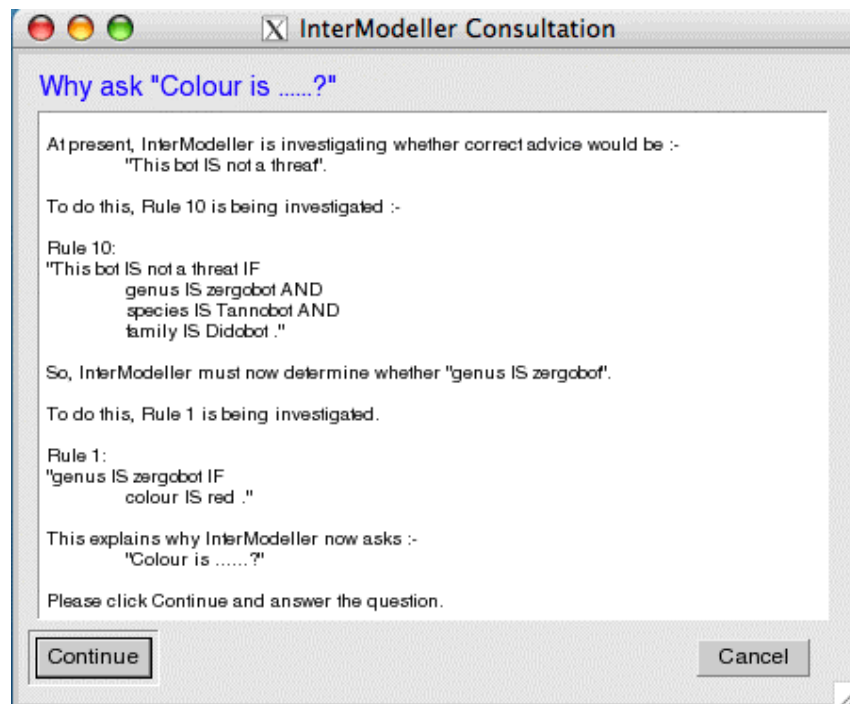 InterModeller Consultation
Why ask "Colour is ......?"
At present, InterModeller is investigating whether correct advice would be :-
"This bot IS not a threat".
To do this, Rule 10 is being investigated :-
Rule 10:
"This bot IS not a threat IF
genus IS zergobot AND
species IS Tannobot AND
family IS Didobot ."
So, InterModeller must now determine whether "genus IS zergobot".
To do this, Rule 1 is being investigated.
Rule 1:
"genus IS zergobot IF
colour IS red ."
This explains why InterModeller now asks :-
"Colour is ......?"
Please click Continue and answer the question.
Continue
Cancel